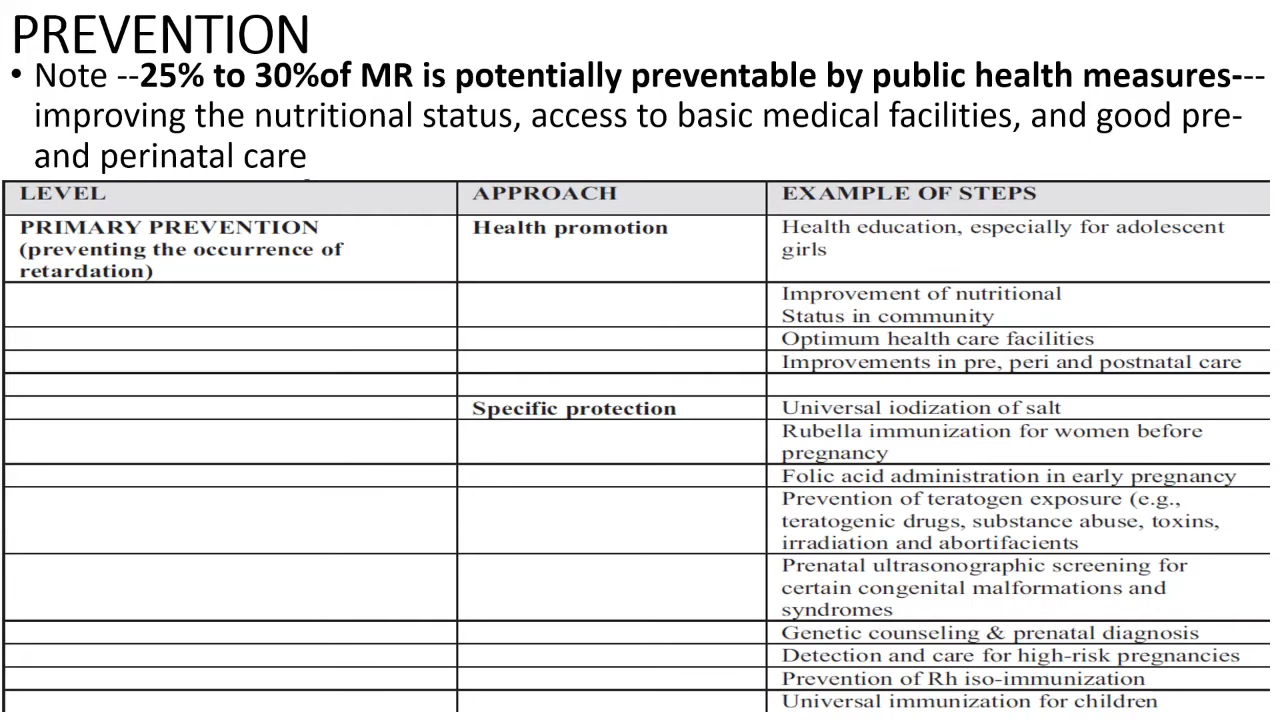 PREVENTION
• Note --25% to 30%of MR is potentially preventable by public health measures---
improving the nutritional status, access to basic medical facilities, and good pre-
and perinatal care
LEVEL APPROACH EXAMPLE OF STEPS
PRIMARY PREVENTION Health promotion Health education, especially for adolescent
(preventing the occurrence of girls
retardation)
Improvement of nutritional
Status in community
Optimum health care facilities
Improvements in pre, peri and postnatal care
Specific protection Universal iodization of salt
Rubella immunization for women before
pregnancy
Folic acid administration in early pregnancy
Prevention of teratogen exposure (e.g.,
teratogenic drugs, substance abuse, toxins,
irradiation and abortifacients
Prenatal ultrasonographic screening for
certain congenital malformations and
syndromes
Genetic counseling & prenatal diagnosis
Detection and care for high-risk pregnancies
Prevention of Rh iso-immunization
Universal immunization for children